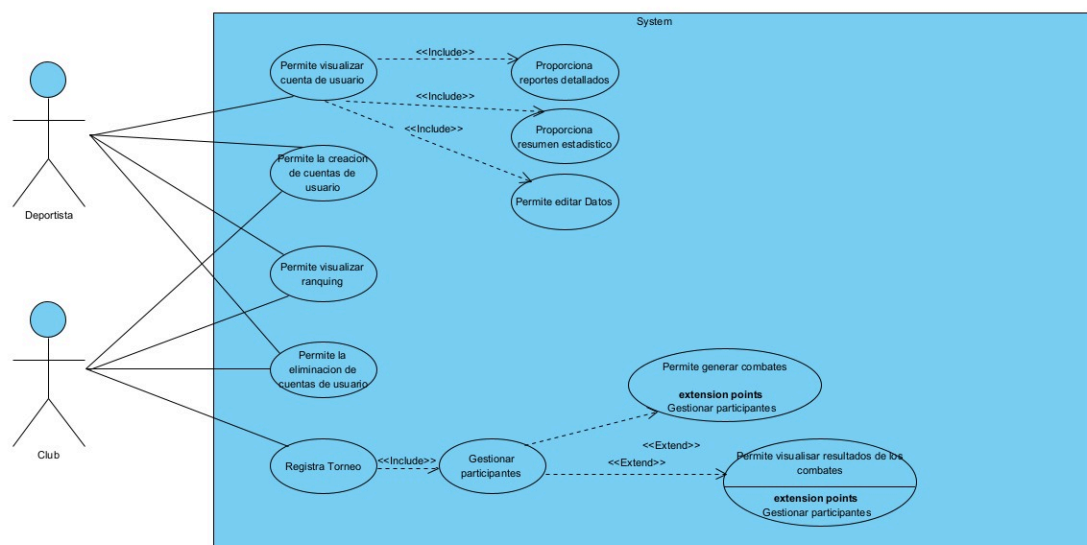 System
Permite visualizar
cuenta de usuario
<<Include>>
Proporciona
reportes detallados
<<Include>>
Proporciona
resumen estadistico
<<Include>>
Permite editar Datos
Deportista
Permite la creacion
de cuentas de
usuario
Permite visualizar
ranquing
Permite la
eliminacion de
cuentas de usuario
Club
Registra Torneo
<<Include>>
Gestionar
participantes
Permite generar combates
extension points
Gestionar participantes
<<Extend>>
<<Extend>>
Permite visualisar resultados de los
combates
extension points
Gestionar participantes